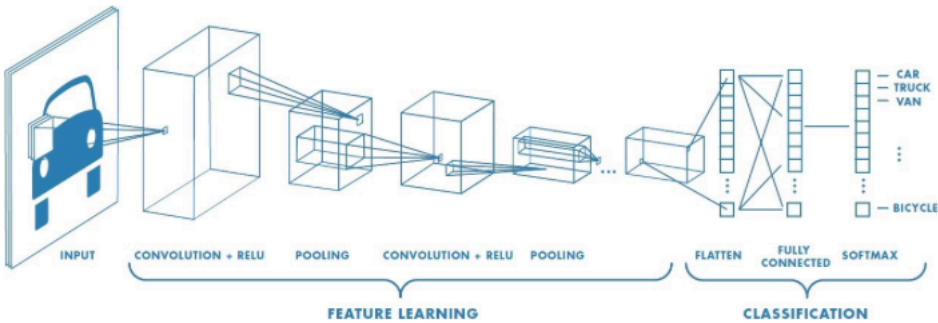 CAR
TRUCK
VAN
BICYCLE
INPUT
CONVOLUTION + RELU
POOLING
CONVOLUTION + RELU
POOLING
FLATTEN
FULLY
CONNECTED
SOFTMAX
FEATURE LEARNING
CLASSIFICATION